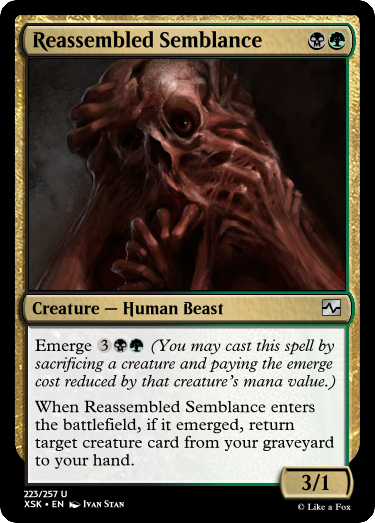 Reassembled Semblance
Creature — Human Beast
Emerge 3 (You may cast this spell by
sacrificing a creature and paying the emerge
cost reduced by that creature's mana value.)
When Reassembled Semblance enters
the battlefield, if it emerged, return
target creature card from your graveyard
to your hand.
3/1
223/257 U
XSK • EN Ivan Stan
© Like a Fox